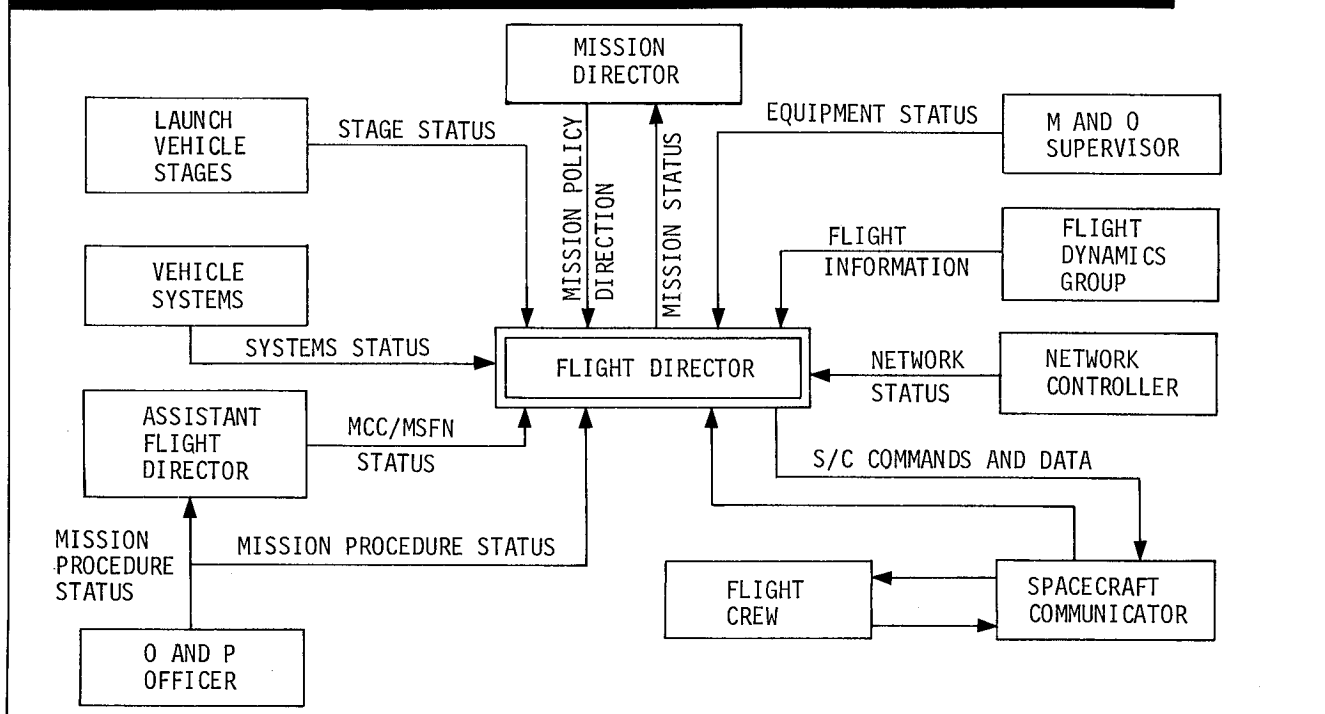 MISSION
DIRECTOR
LAUNCH
VEHICLE
STAGES
STAGE STATUS
MISSION POLICY
DIRECTION
MISSION STATUS
EQUIPMENT STATUS
M AND O
SUPERVISOR
FLIGHT
INFORMATION
FLIGHT
DYNAMICS
GROUP
VEHICLE
SYSTEMS
SYSTEMS STATUS
FLIGHT DIRECTOR
NETWORK
STATUS
NETWORK
CONTROLLER
ASSISTANT
FLIGHT
DIRECTOR
MCC/MSFN
STATUS
S/C COMMANDS AND DATA
MISSION
PROCEDURE
STATUS
MISSION PROCEDURE STATUS
FLIGHT
CREW
SPACECRAFT
COMMUNICATOR
O AND P
OFFICER